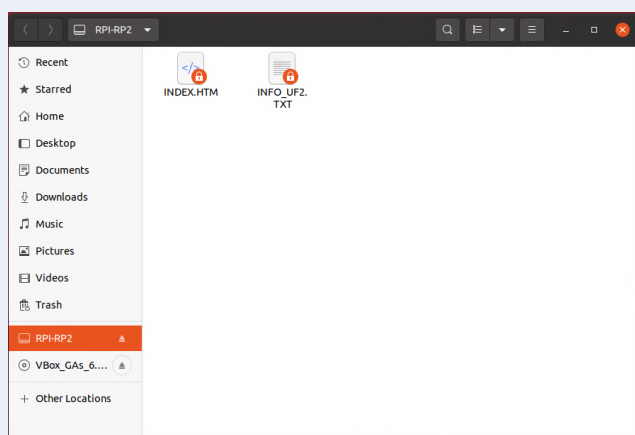 RPI-RP2
Recent
Starred
Home
Desktop
Documents
Downloads
Music
Pictures
Videos
Trash
RPI-RP2
VBox_GAs_6....
Other Locations
INDEX.HTM
INFO_UF2.
TXT